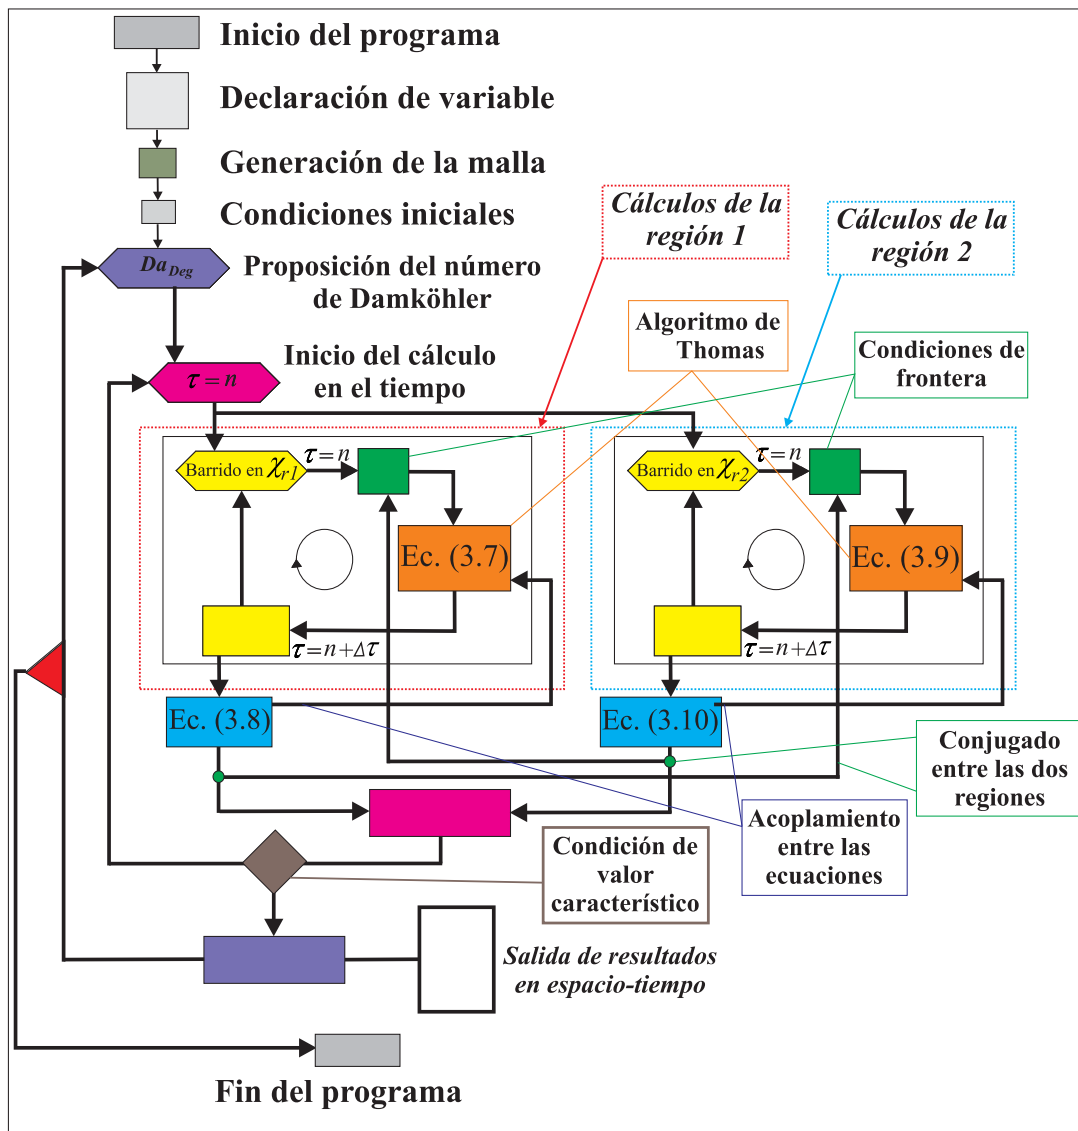 Inicio del programa
Declaración de variable
Generación de la malla
Condiciones iniciales
Da Deg
Proposición del número
de Damköhler
Cálculos de la
región 1
Cálculos de la
región 2
Algoritmo de
Thomas
Condiciones de
frontera
Inicio del cálculo
en el tiempo
τ = n
Barrido en χr1
τ = n
Ec. (3.7)
τ = n + Δτ
Barrido en χr2
τ = n
Ec. (3.9)
τ = n + Δτ
Ec. (3.8)
Ec. (3.10)
Conjugado
entre las dos
regiones
Acoplamiento
entre las
ecuaciones
Condición de
valor
característico
Salida de resultados
en espacio-tiempo
Fin del programa